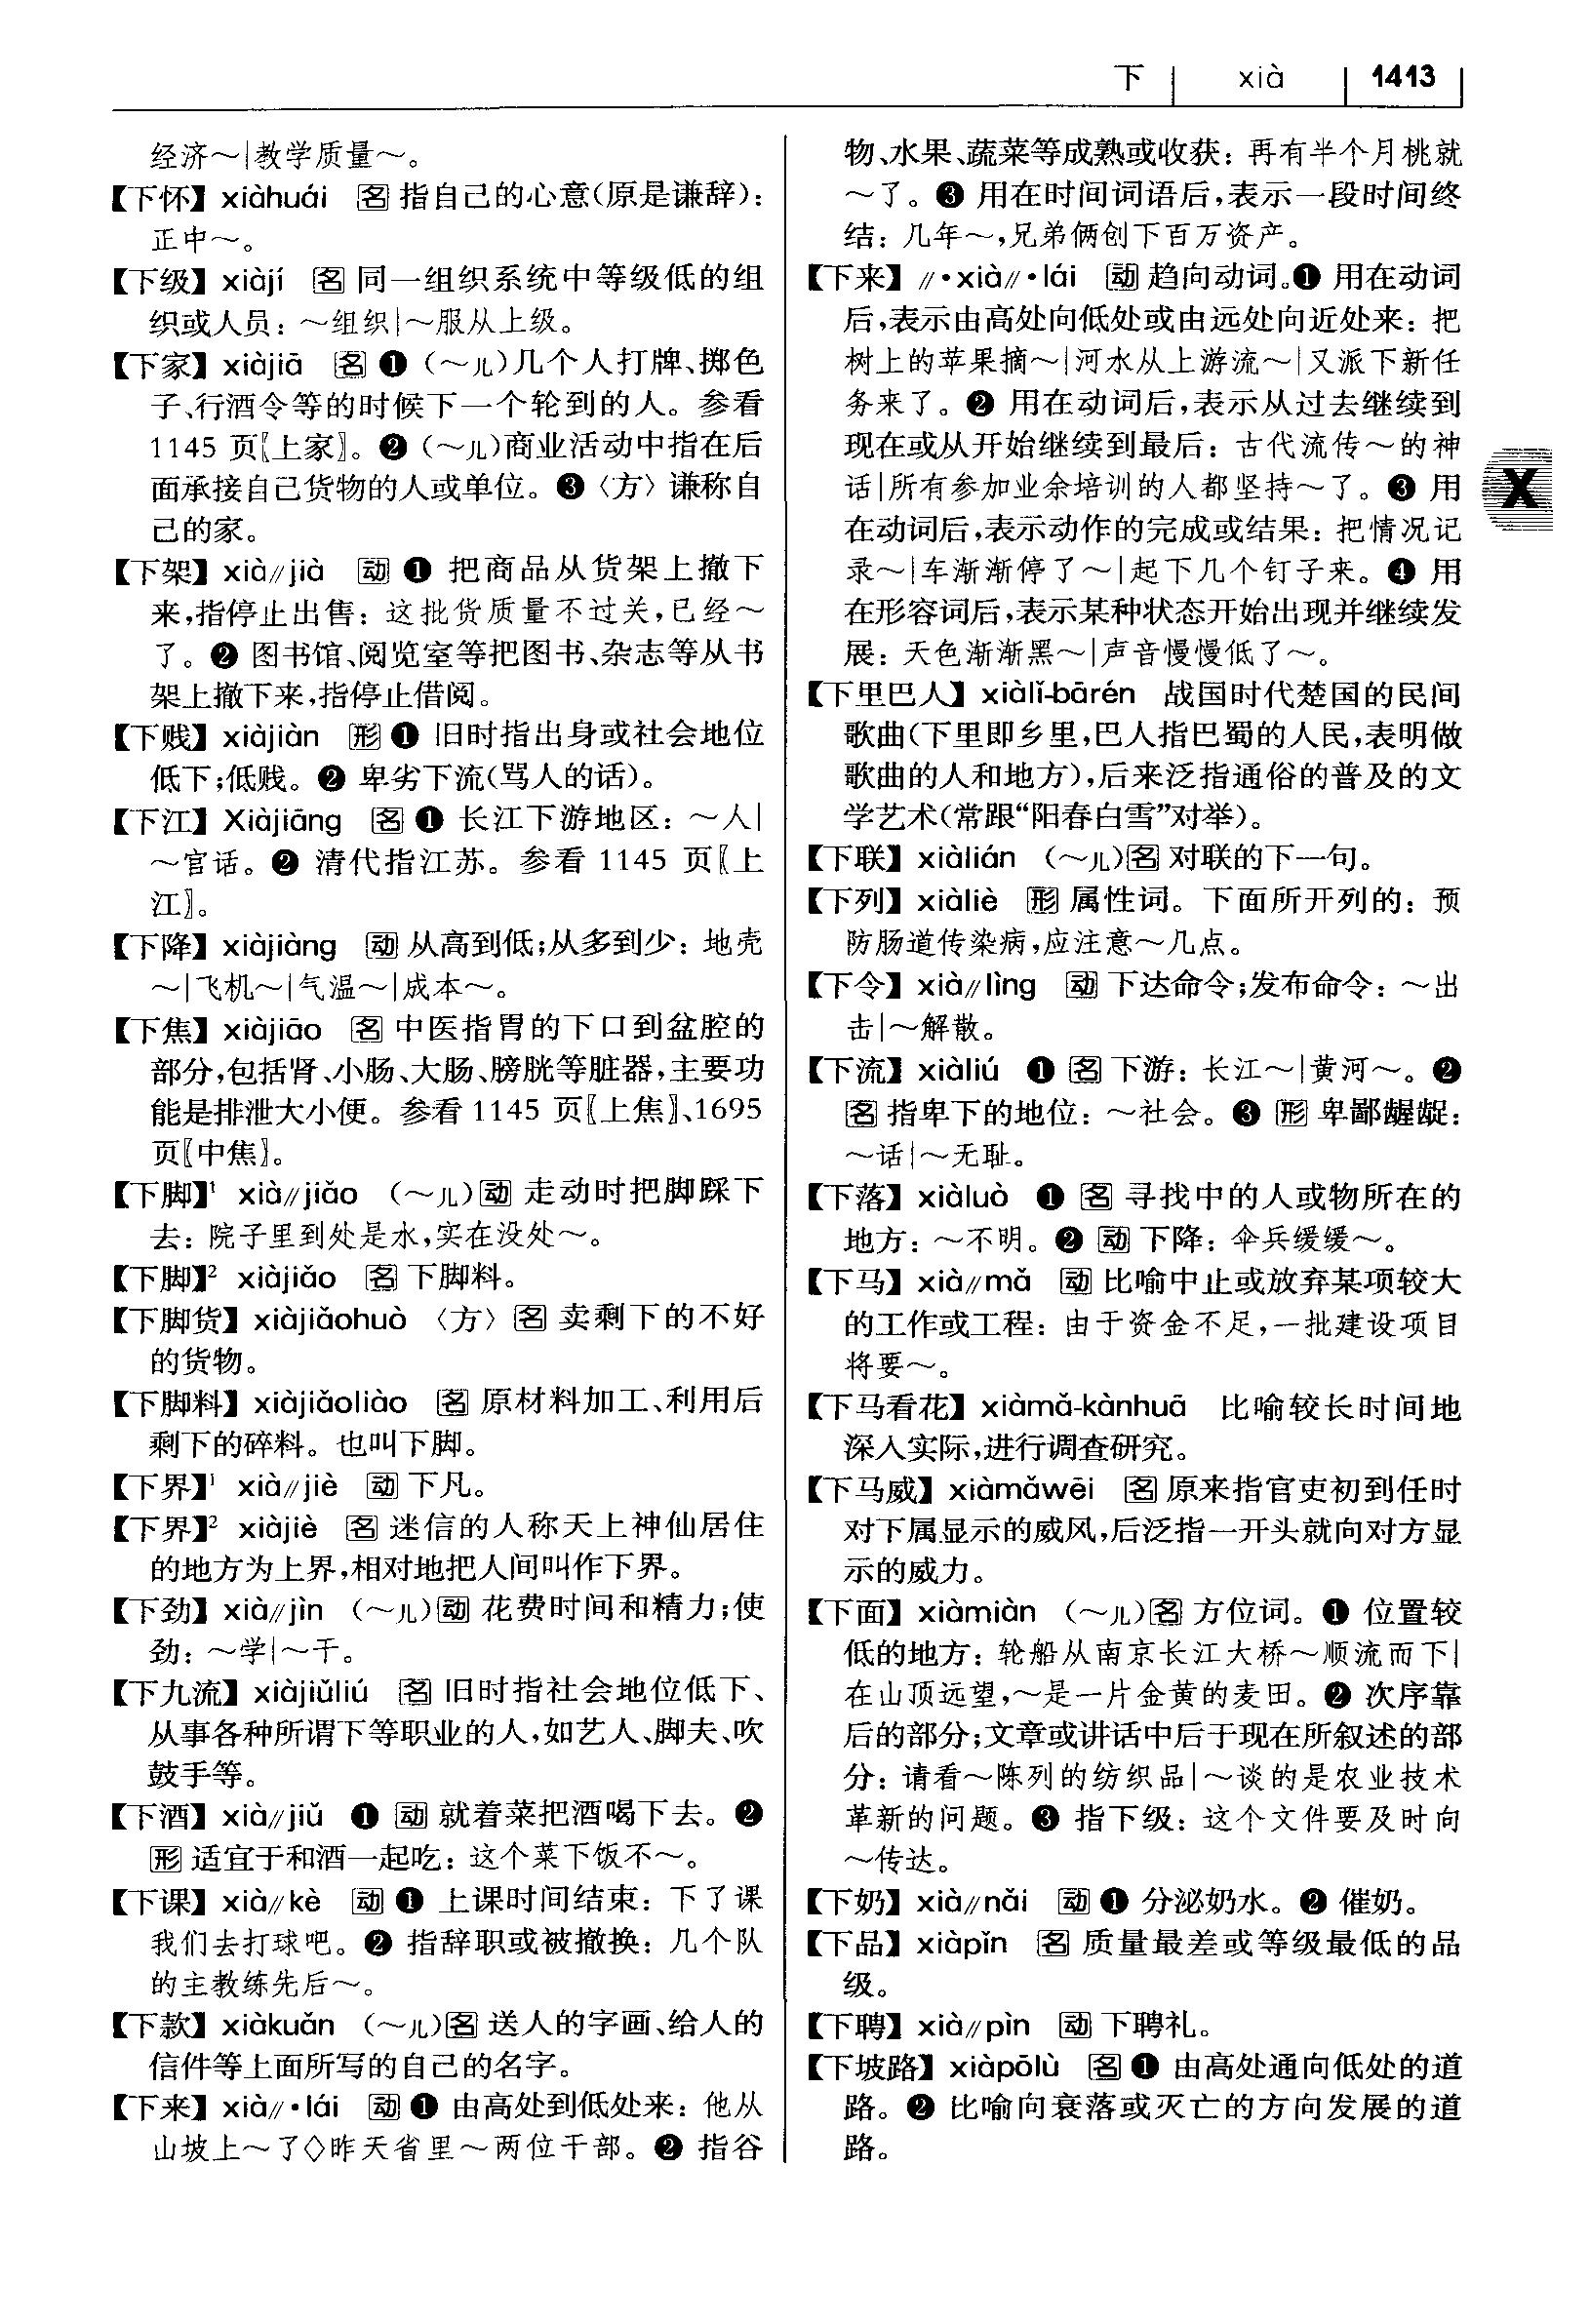 下 xià 1413
经济～|教学质量～。
【下怀】 xiàhuái 名 指自己的心意(原是谦辞)：
正中～。
【下级】 xiàjí 名 同一组织系统中等级低的组
织或人员：～组织|～服从上级。
【下家】 xiàjiā 名 ❶ (～儿)几个人打牌、掷色
子、行酒令等的时候下一个轮到的人。参看
1145 页〖上家〗。❷ (～儿)商业活动中指在后
面承接自己货物的人或单位。❸〈方〉谦称自
己的家。
【下架】 xià//jià 动 ❶ 把商品从货架上撤下
来,指停止出售：这批货质量不过关,已经～
了。❷ 图书馆、阅览室等把图书、杂志等从书
架上撤下来,指停止借阅。
【下贱】 xiàjiàn 形 ❶ 旧时指出身或社会地位
低下;低贱。❷ 卑劣下流(骂人的话)。
【下江】 Xiàjiāng 名 ❶ 长江下游地区：～人|
～官话。❷ 清代指江苏。参看 1145 页〖上
江〗。
【下降】 xiàjiàng 动 从高到低;从多到少：地壳
～|飞机～|气温～|成本～。
【下焦】 xiàjiāo 名 中医指胃的下口到盆腔的
部分,包括肾、小肠、大肠、膀胱等脏器,主要功
能是排泄大小便。参看 1145 页〖上焦〗、1695
页〖中焦〗。
【下脚】¹ xià//jiǎo (～儿)动 走动时把脚踩下
去：院子里到处是水,实在没处～。
【下脚】² xiàjiǎo 名 下脚料。
【下脚货】 xiàjiǎohuò 〈方〉名 卖剩下的不好
的货物。
【下脚料】 xiàjiǎoliào 名 原材料加工、利用后
剩下的碎料。也叫下脚。
【下界】¹ xià//jiè 动 下凡。
【下界】² xiàjiè 名 迷信的人称天上神仙居住
的地方为上界,相对地把人间叫作下界。
【下劲】 xià//jìn (～儿)动 花费时间和精力;使
劲：～学|～干。
【下九流】 xiàjiǔliú 名 旧时指社会地位低下、
从事各种所谓下等职业的人,如艺人、脚夫、吹
鼓手等。
【下酒】 xià//jiǔ ❶ 动 就着菜把酒喝下去。❷
形 适宜于和酒一起吃：这个菜下饭不～。
【下课】 xià//kè 动 ❶ 上课时间结束：下了课
我们去打球吧。❷ 指辞职或被撤换：几个队
的主教练先后～。
【下款】 xiàkuǎn (～儿)名 送人的字画、给人的
信件等上面所写的自己的名字。
【下来】 xià//·lái 动 ❶ 由高处到低处来：他从
山坡上～了◇昨天省里～两位干部。❷ 指谷
物、水果、蔬菜等成熟或收获：再有半个月桃就
～了。❸ 用在时间词语后,表示一段时间终
结：几年～,兄弟俩创下百万资产。
【下来】 //·xià//·lái 动 趋向动词。❶ 用在动词
后,表示由高处向低处或由远处向近处来：把
树上的苹果摘～|河水从上游流～|又派下新任
务来了。❷ 用在动词后,表示从过去继续到
现在或从开始继续到最后：古代流传～的神
话|所有参加业余培训的人都坚持～了。❸ 用
在动词后,表示动作的完成或结果：把情况记
录～|车渐渐停了～|起下几个钉子来。❹ 用
在形容词后,表示某种状态开始出现并继续发
展：天色渐渐黑～|声音慢慢低了～。
【下里巴人】 xiàlǐ-bārén 战国时代楚国的民间
歌曲(下里即乡里,巴人指巴蜀的人民,表明做
歌曲的人和地方),后来泛指通俗的普及的文
学艺术(常跟“阳春白雪”对举)。
【下联】 xiàlián (～儿)名 对联的下一句。
【下列】 xiàliè 形 属性词。下面所开列的：预
防肠道传染病,应注意～几点。
【下令】 xià//lìng 动 下达命令;发布命令：～出
击|～解散。
【下流】 xiàliú ❶ 名 下游：长江～|黄河～。❷
名 指卑下的地位：～社会。❸ 形 卑鄙龌龊：
～话|～无耻。
【下落】 xiàluò ❶ 名 寻找中的人或物所在的
地方：～不明。❷ 动 下降：伞兵缓缓～。
【下马】 xià//mǎ 动 比喻中止或放弃某项较大
的工作或工程：由于资金不足,一批建设项目
将要～。
【下马看花】 xiàmǎ-kànhuā 比喻较长时间地
深入实际,进行调查研究。
【下马威】 xiàmǎwēi 名 原来指官吏初到任时
对下属显示的威风,后泛指一开头就向对方显
示的威力。
【下面】 xiàmiàn (～儿)名 方位词。❶ 位置较
低的地方：轮船从南京长江大桥～顺流而下|
在山顶远望,～是一片金黄的麦田。❷ 次序靠
后的部分;文章或讲话中后于现在所叙述的部
分：请看～陈列的纺织品|～谈的是农业技术
革新的问题。❸ 指下级：这个文件要及时向
～传达。
【下奶】 xià//nǎi 动 ❶ 分泌奶水。❷ 催奶。
【下品】 xiàpǐn 名 质量最差或等级最低的品
级。
【下聘】 xià//pìn 动 下聘礼。
【下坡路】 xiàpōlù 名 ❶ 由高处通向低处的道
路。❷ 比喻向衰落或灭亡的方向发展的道
路。
X